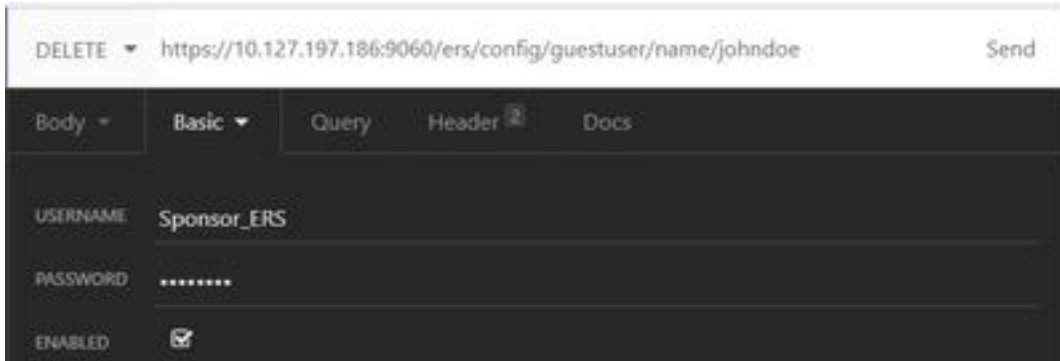 DELETE https://10.127.197.186:9060/ers/config/guestuser/name/johndoe Send
Body Basic Query Header 2 Docs
USERNAME Sponsor_ERS
PASSWORD ••••••••
ENABLED